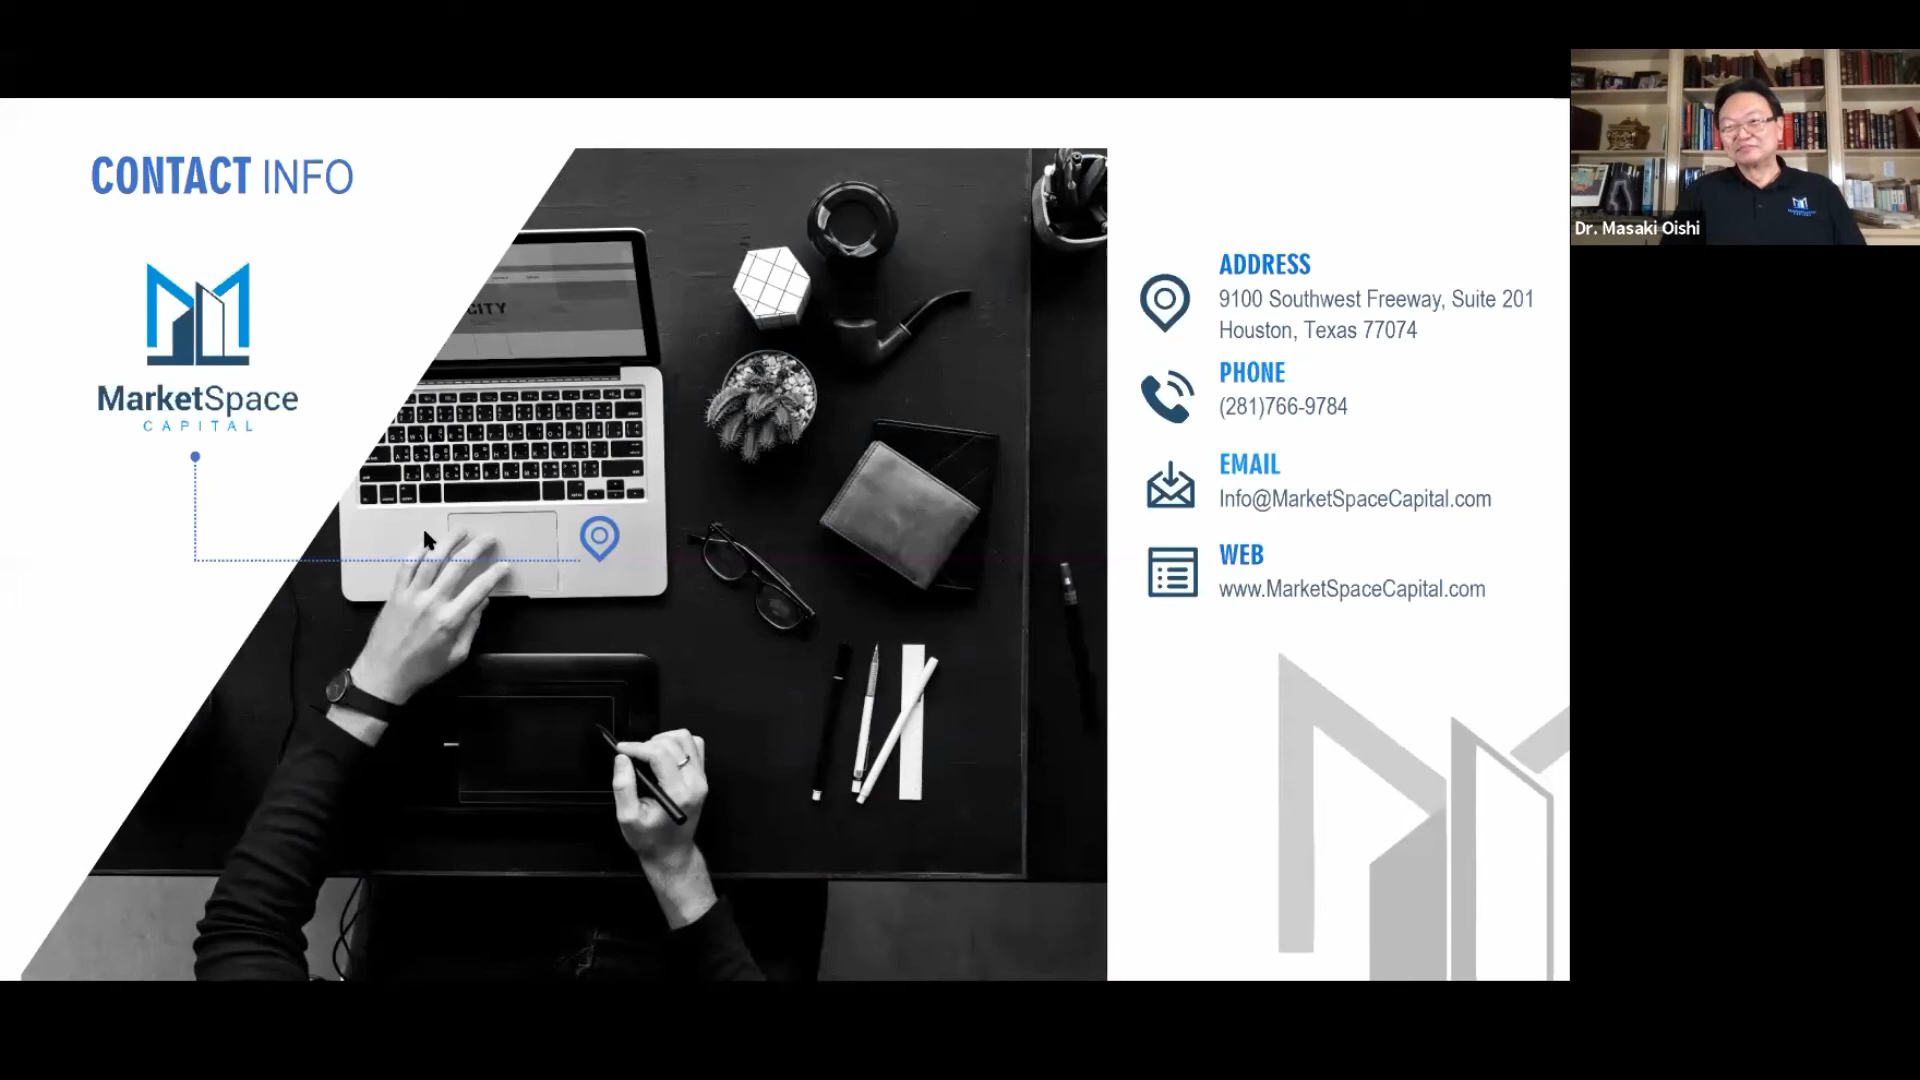 CONTACT INFO
MarketSpace
CAPITAL
CITY
ADDRESS
9100 Southwest Freeway, Suite 201
Houston, Texas 77074
PHONE
(281)766-9784
EMAIL
Info@MarketSpaceCapital.com
WEB
www.MarketSpaceCapital.com
Dr. Masaki Oishi